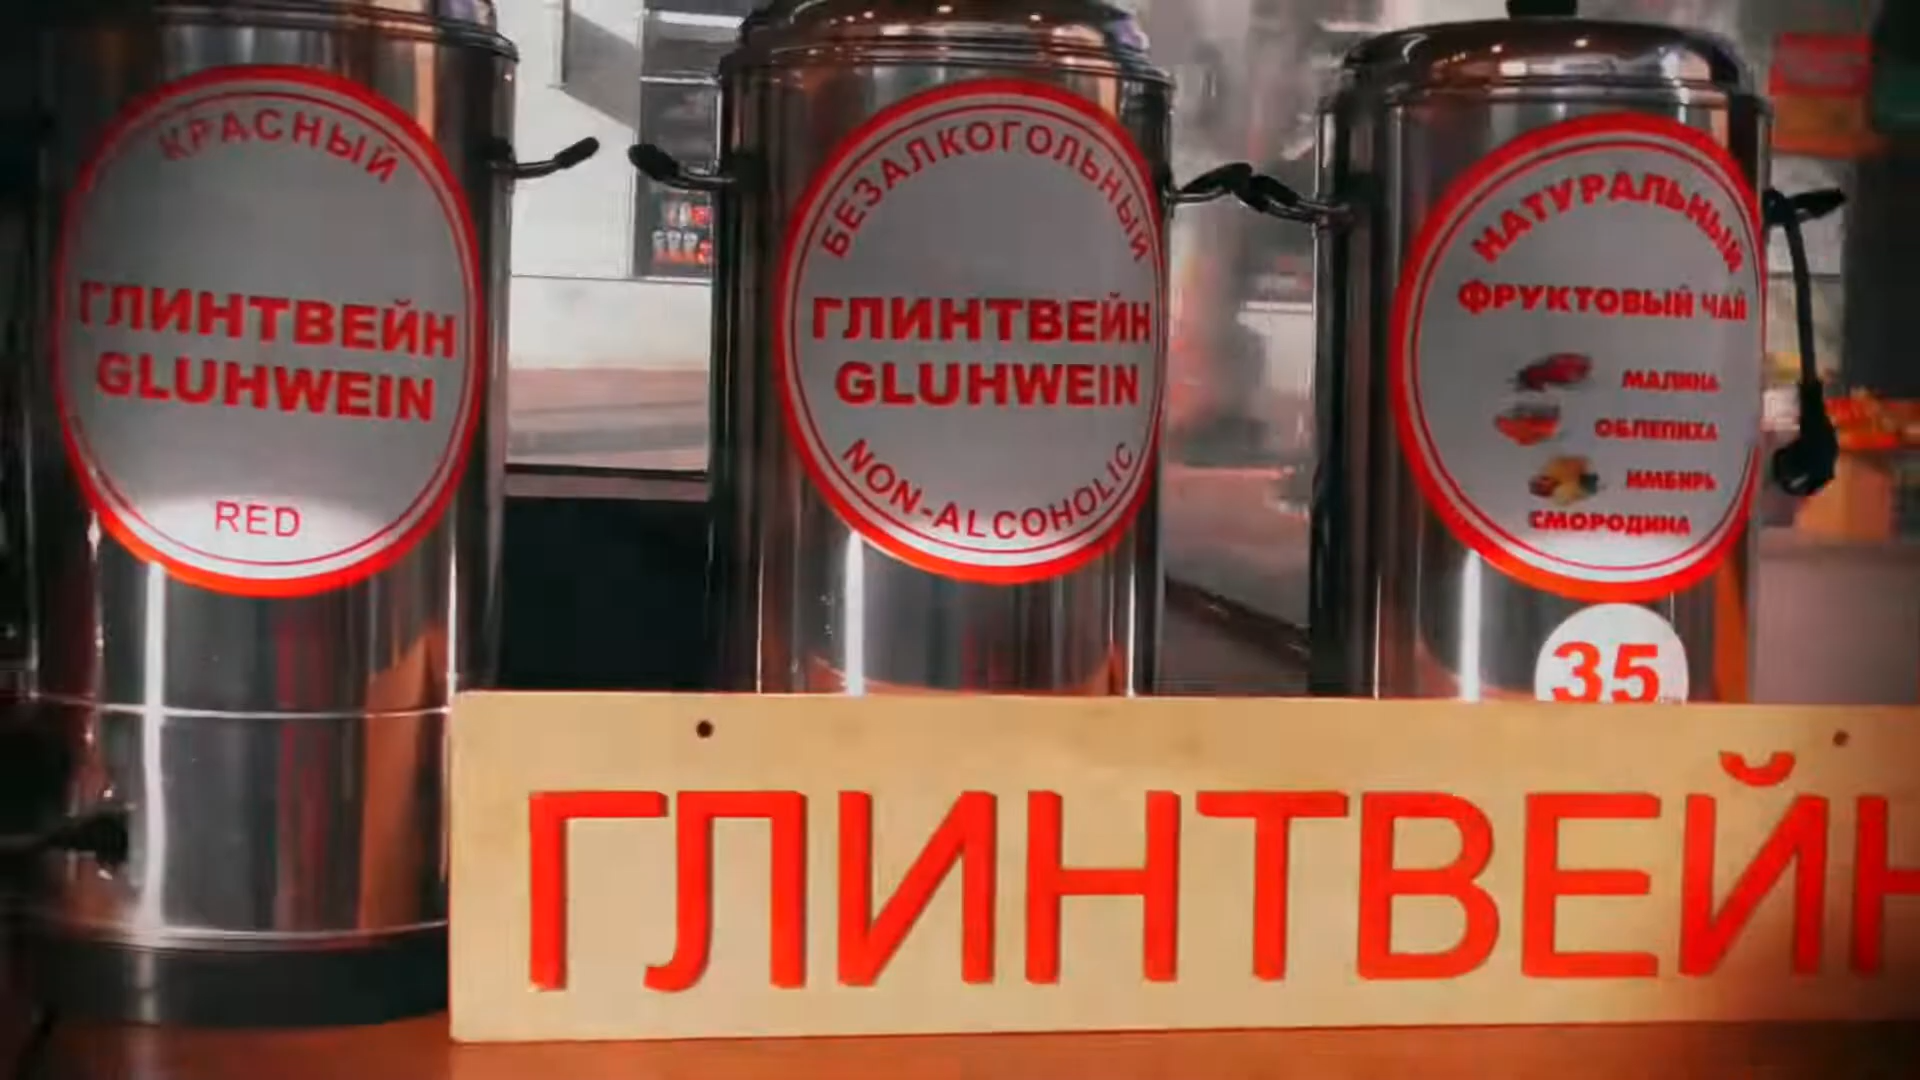 КРАСНЫЙ
ГЛИНТВЕЙН
GLUHWEIN
RED
БЕЗАЛКОГОЛЬНЫЙ
ГЛИНТВЕЙН
GLUHWEIN
NON-ALCOHOLIC
НАТУРАЛЬНЫЙ
ФРУКТОВЫЙ ЧАЙ
МАЛИНА
ОБЛЕПИХА
ИМБИРЬ
СМОРОДИНА
35
ГЛИНТВЕЙН